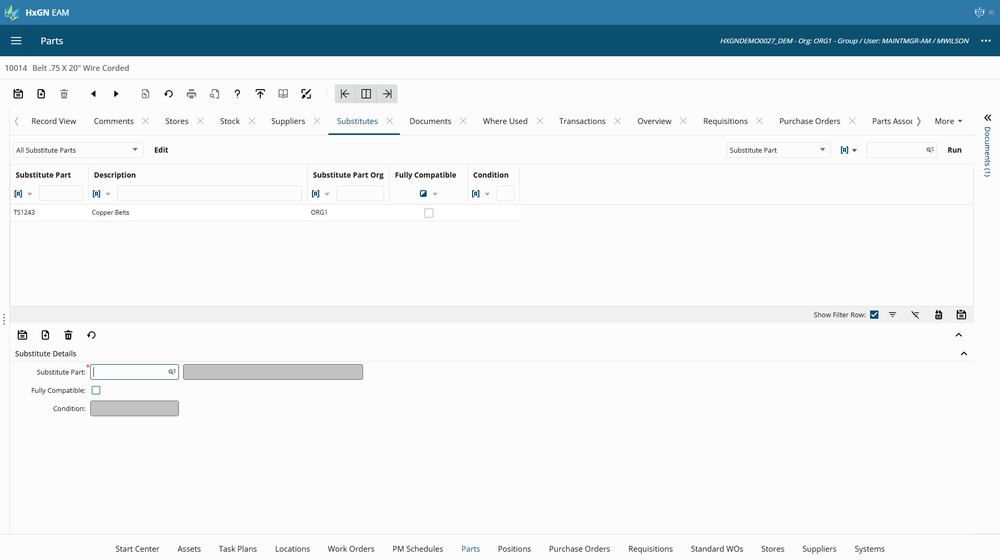 HxGN EAM
AI
Parts
HXGNDEMO0027_DEM - Org: ORG1 - Group / User: MAINTMGR-AM / MWILSON
10014 Belt .75 X 20" Wire Corded
Record View Comments Stores Stock Suppliers Substitutes Documents Where Used Transactions Overview Requisitions Purchase Orders Parts Assoc More
Documents (1)
All Substitute Parts Edit Substitute Part Run
Substitute Part Description Substitute Part Org Fully Compatible Condition
TS1243 Copper Belts ORG1
Show Filter Row:
Substitute Details
Substitute Part: *
Fully Compatible:
Condition:
Start Center Assets Task Plans Locations Work Orders PM Schedules Parts Positions Purchase Orders Requisitions Standard WOs Stores Suppliers Systems